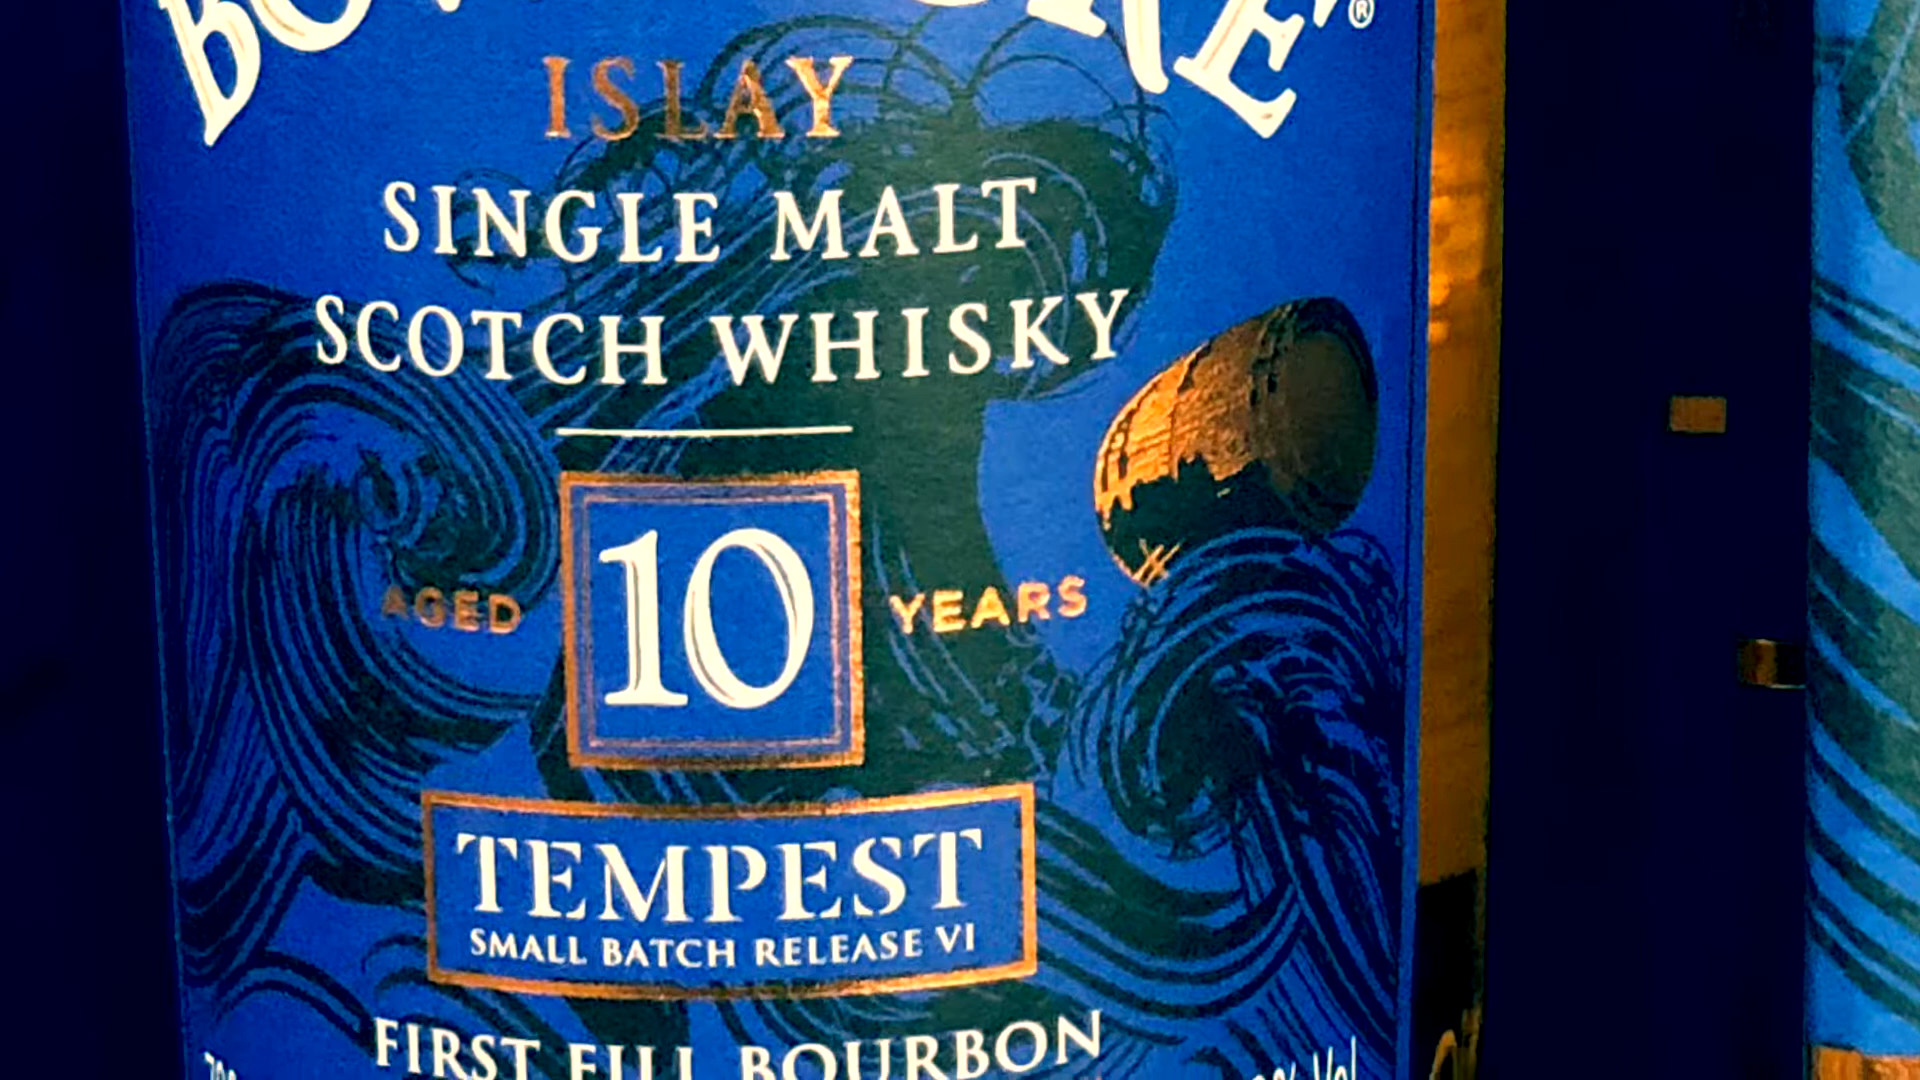 ISLAY
SINGLE MALT
SCOTCH WHISKY
AGED 10 YEARS
TEMPEST
SMALL BATCH RELEASE VI
FIRST FILL BOURBON